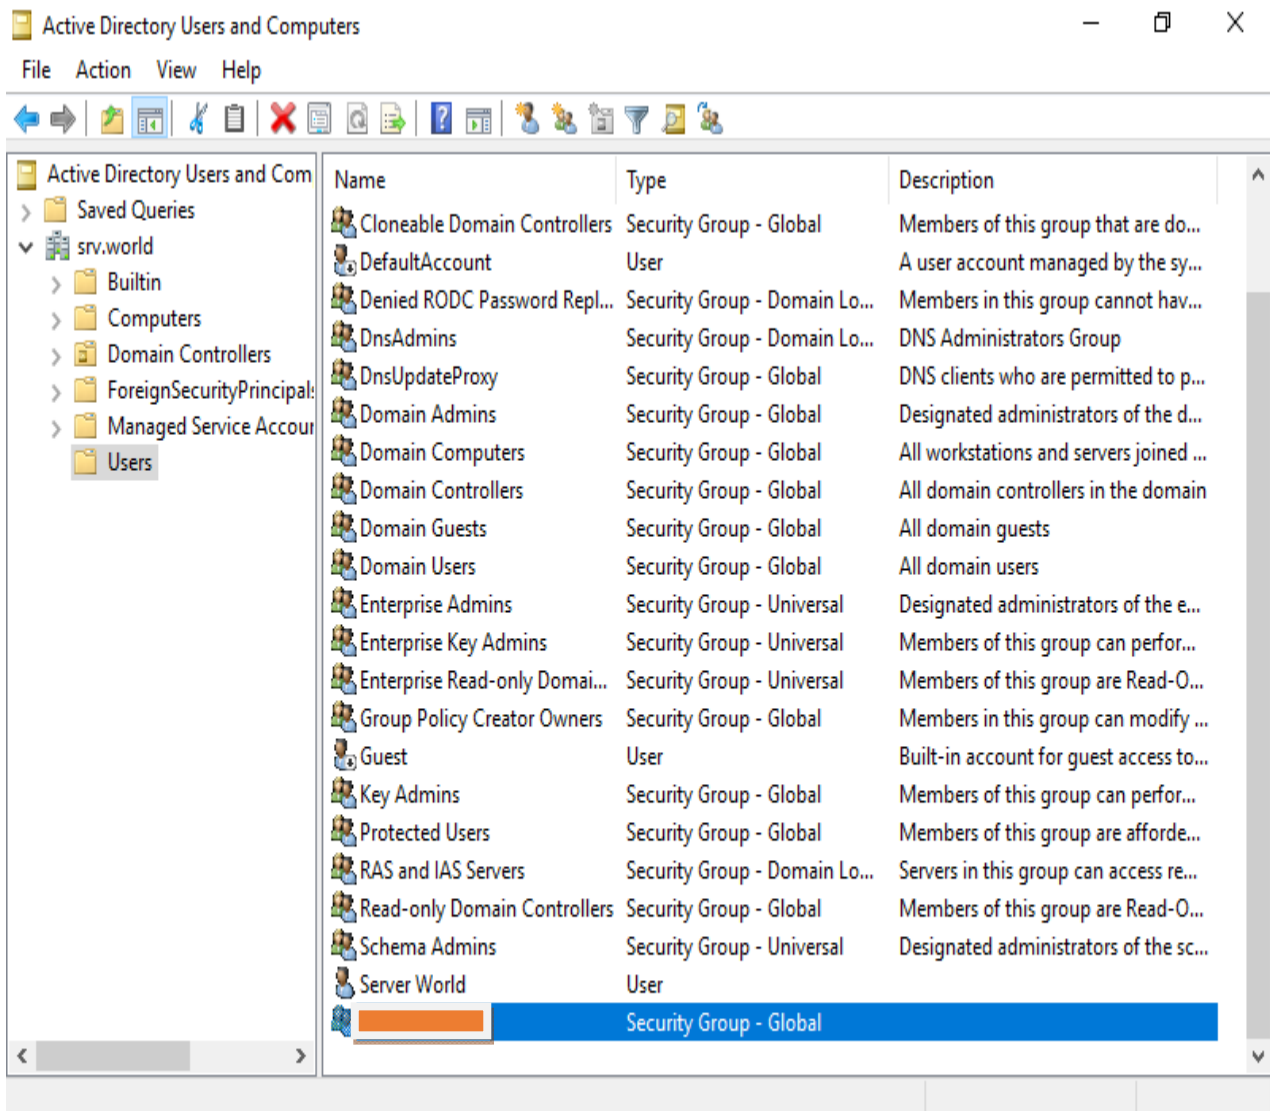 Active Directory Users and Computers
File Action View Help
Active Directory Users and Com
Saved Queries
srv.world
Builtin
Computers
Domain Controllers
ForeignSecurityPrincipal:
Managed Service Accour
Users
Name Type Description
Cloneable Domain Controllers Security Group - Global Members of this group that are do...
DefaultAccount User A user account managed by the sy...
Denied RODC Password Repl... Security Group - Domain Lo... Members in this group cannot hav...
DnsAdmins Security Group - Domain Lo... DNS Administrators Group
DnsUpdateProxy Security Group - Global DNS clients who are permitted to p...
Domain Admins Security Group - Global Designated administrators of the d...
Domain Computers Security Group - Global All workstations and servers joined ...
Domain Controllers Security Group - Global All domain controllers in the domain
Domain Guests Security Group - Global All domain guests
Domain Users Security Group - Global All domain users
Enterprise Admins Security Group - Universal Designated administrators of the e...
Enterprise Key Admins Security Group - Universal Members of this group can perfor...
Enterprise Read-only Domai... Security Group - Universal Members of this group are Read-O...
Group Policy Creator Owners Security Group - Global Members in this group can modify ...
Guest User Built-in account for guest access to...
Key Admins Security Group - Global Members of this group can perfor...
Protected Users Security Group - Global Members of this group are afforde...
RAS and IAS Servers Security Group - Domain Lo... Servers in this group can access re...
Read-only Domain Controllers Security Group - Global Members of this group are Read-O...
Schema Admins Security Group - Universal Designated administrators of the sc...
Server World User
Security Group - Global